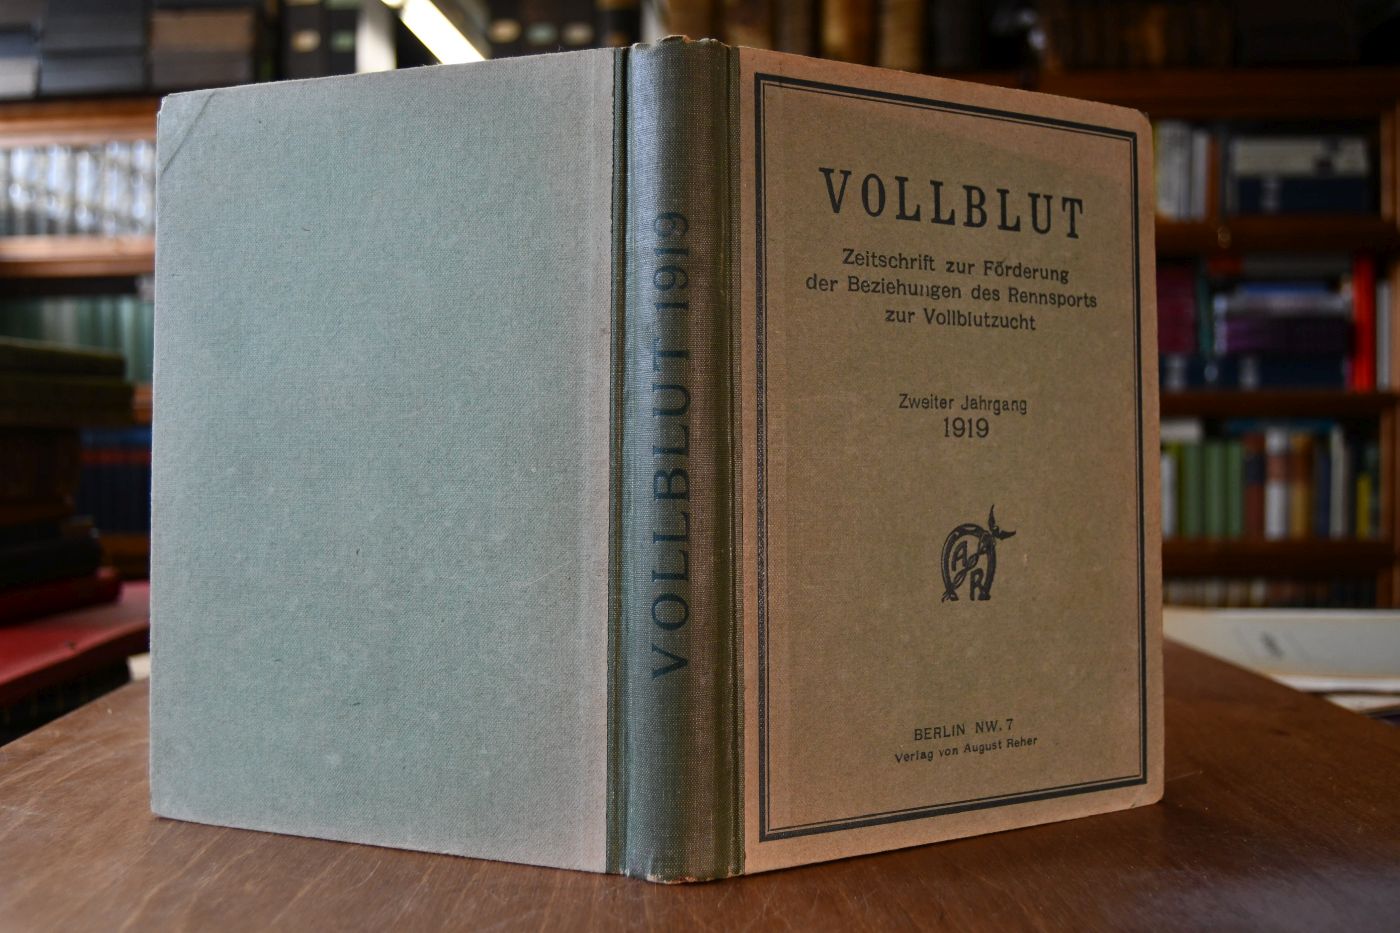 VOLLBLUT 1919
VOLLBLUT
Zeitschrift zur Förderung
der Beziehungen des Rennsports
zur Vollblutzucht
Zweiter Jahrgang
1919
A R
BERLIN NW. 7
Verlag von August Reher